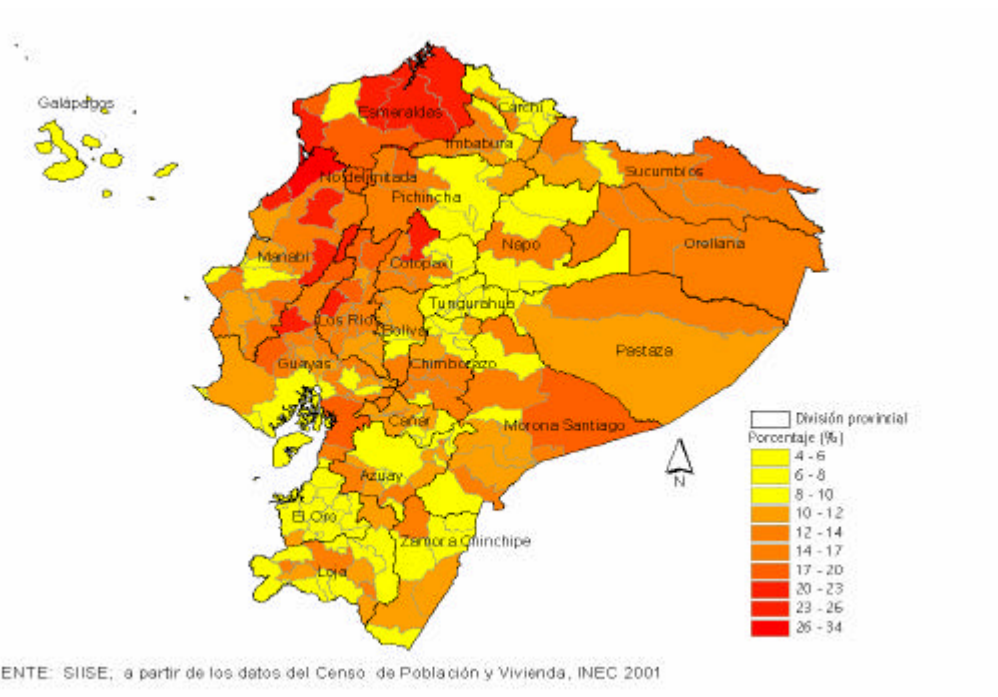 Galápagos
Esmeraldas
Carchi
Imbabura
No delimitada
Sucumbíos
Pichincha
Manabí
Napo
Orellana
Cotopaxi
Tungurahua
Los Ríos
Bolívar
Pastaza
Guayas
Chimborazo
Cañar
Morona Santiago
Azuay
El Oro
Zamora Chinchipe
Loja
División provincial
Porcentaje (%)
4 - 6
6 - 8
8 - 10
10 - 12
12 - 14
14 - 17
17 - 20
20 - 23
23 - 26
26 - 34
N
ENTE: SIISE, a partir de los datos del Censo de Población y Vivienda, INEC 2001